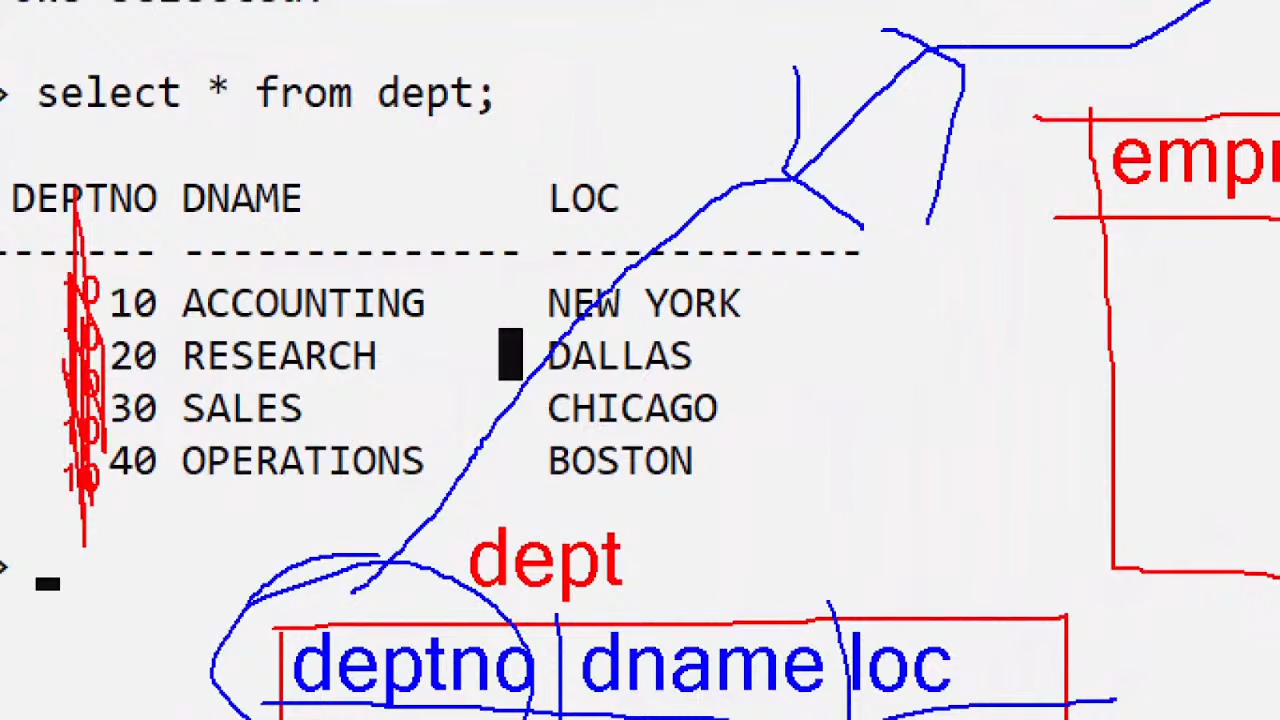 > select * from dept;
empr
DEPTNO DNAME LOC
------- -------------- -------------
10 ACCOUNTING NEW YORK
20 RESEARCH DALLAS
30 SALES CHICAGO
40 OPERATIONS BOSTON
dept
>
deptno dname loc